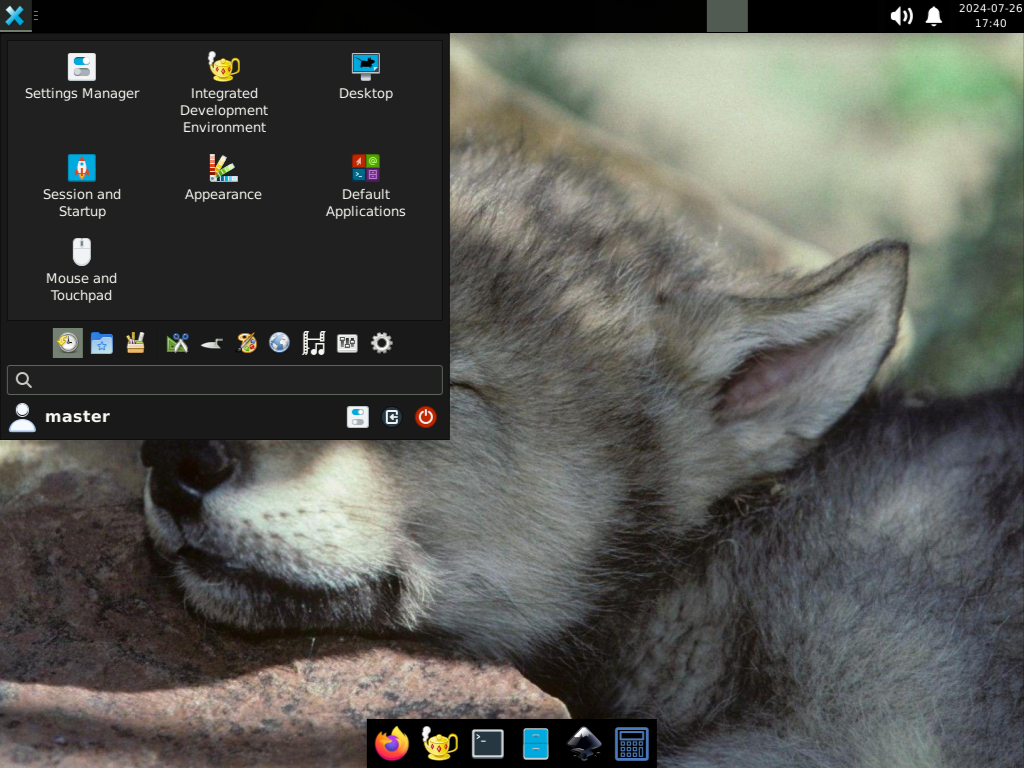 2024-07-26
17:40
Settings Manager
Integrated
Development
Environment
Desktop
Session and
Startup
Appearance
Default
Applications
Mouse and
Touchpad
master